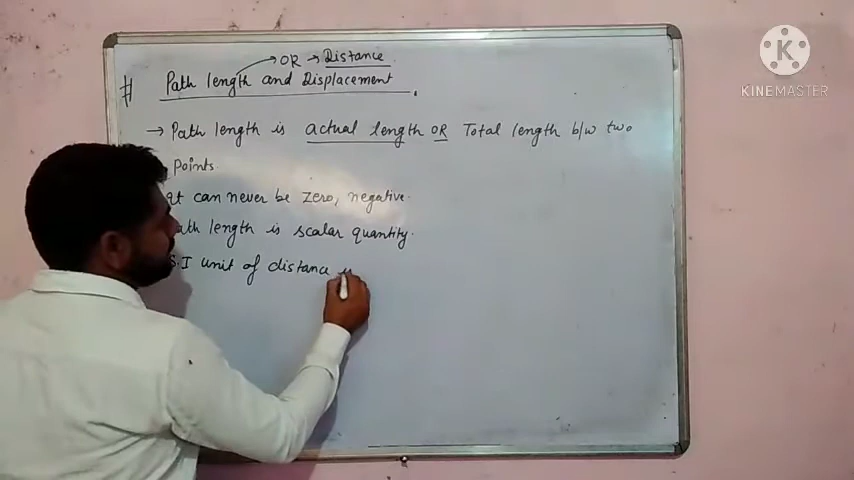 → OR → Distance
# Path length and Displacement.
→ Path length is actual length OR Total length b/w two
Points.
It can never be zero, negative.
Path length is scalar quantity.
S.I unit of distance
KINEMASTER